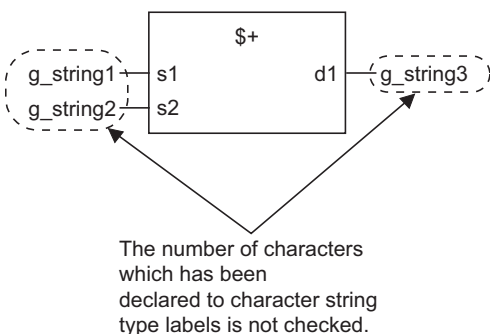 $+
g_string1 s1 d1 g_string3
g_string2 s2
The number of characters
which has been
declared to character string
type labels is not checked.